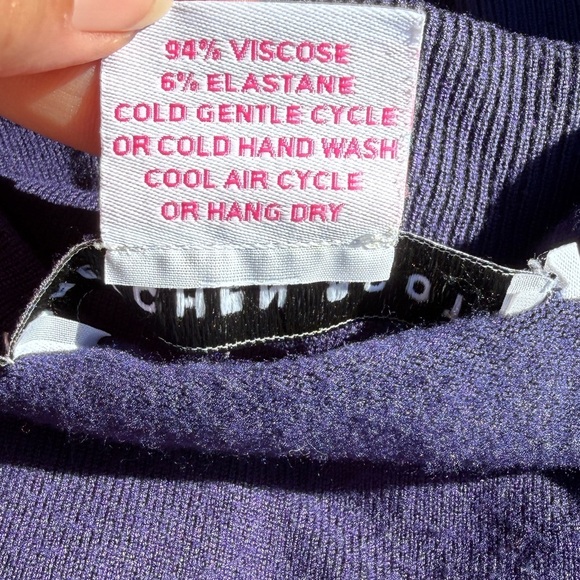 94% VISCOSE
6% ELASTANE
COLD GENTLE CYCLE
OR COLD HAND WASH
COOL AIR CYCLE
OR HANG DRY